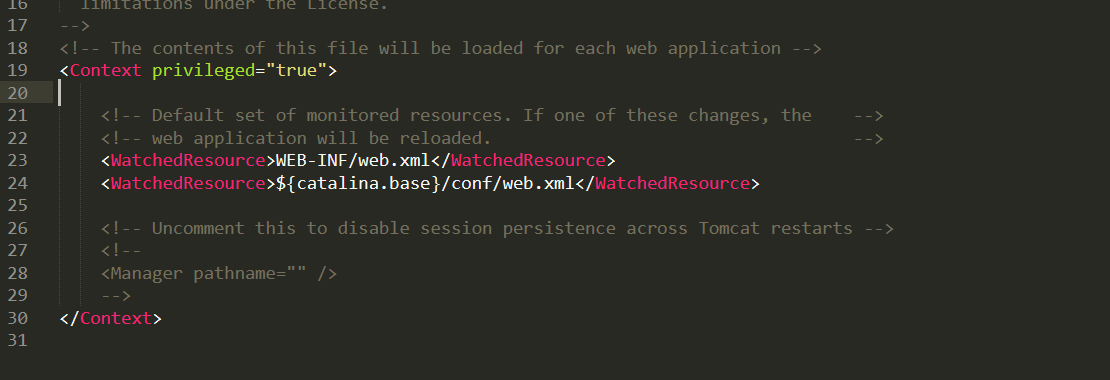 16 limitations under the License.
17 -->
18 <!-- The contents of this file will be loaded for each web application -->
19 <Context privileged="true">
20
21 <!-- Default set of monitored resources. If one of these changes, the -->
22 <!-- web application will be reloaded. -->
23 <WatchedResource>WEB-INF/web.xml</WatchedResource>
24 <WatchedResource>${catalina.base}/conf/web.xml</WatchedResource>
25
26 <!-- Uncomment this to disable session persistence across Tomcat restarts -->
27 <!--
28 <Manager pathname="" />
29 -->
30 </Context>
31